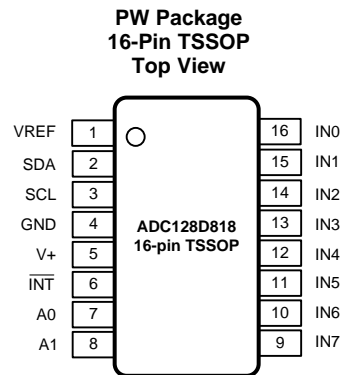 PW Package
16-Pin TSSOP
Top View
VREF 1 16 IN0
SDA 2 15 IN1
SCL 3 14 IN2
GND 4 13 IN3
V+ 5 12 IN4
INT 6 11 IN5
A0 7 10 IN6
A1 8 9 IN7
ADC128D818
16-pin TSSOP